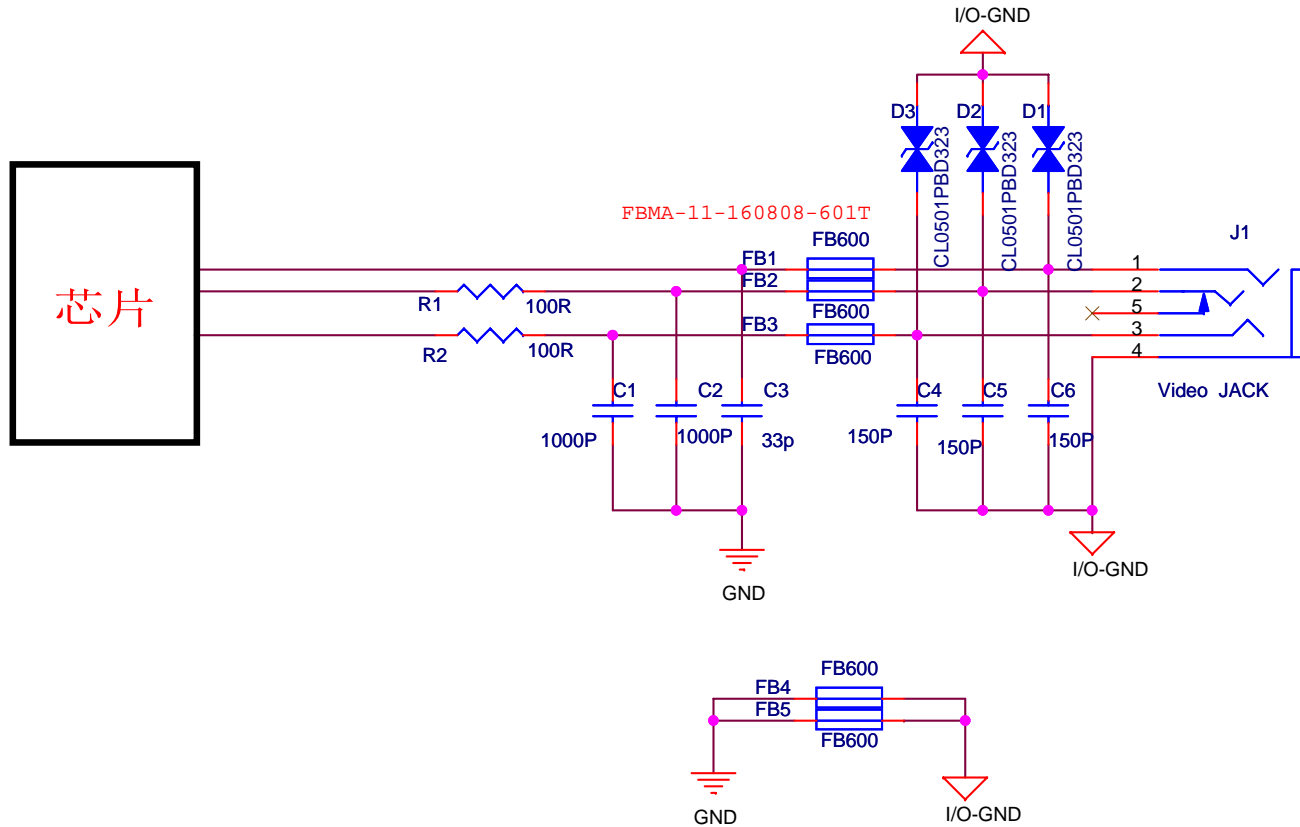 I/O-GND
D3
D2
D1
CL0501PBD323
CL0501PBD323
CL0501PBD323
FBMA-11-160808-601T
J1
FB1
FB600
1
芯片
FB2
2
R1
100R
FB600
5
FB3
3
R2
100R
FB600
4
C1
C2
C3
C4
C5
C6
Video JACK
1000P
1000P
33p
150P
150P
150P
GND
I/O-GND
FB600
FB4
FB5
FB600
GND
I/O-GND